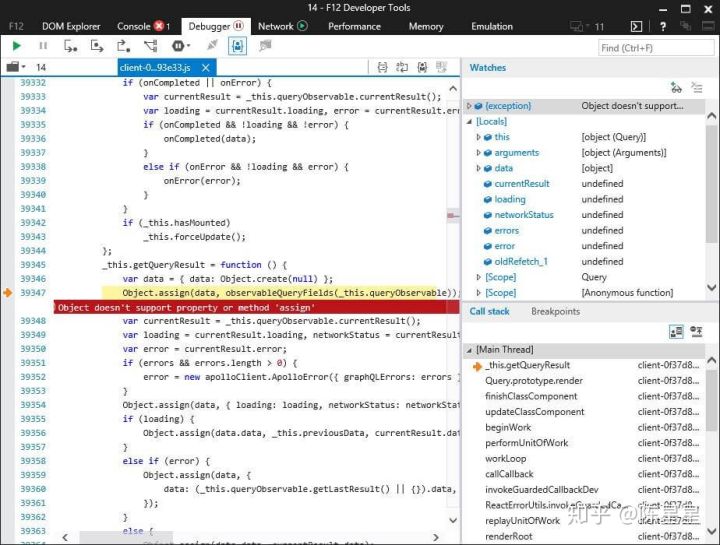 14 - F12 Developer Tools
F12 DOM Explorer Console 1 Debugger Network Performance Memory Emulation 11 ?
Find (Ctrl+F)
14 client-0...93e33.js
Watches
39332 if (onCompleted || onError) {
39333 var currentResult = _this.queryObservable.currentResult();
39334 var loading = currentResult.loading, error = currentResult.err
39335 if (onCompleted && !loading && !error) {
39336 onCompleted(data);
39337 }
39338 else if (onError && !loading && error) {
39339 onError(error);
39340 }
39341 }
39342 if (_this.hasMounted)
39343 _this.forceUpdate();
39344 };
39345 _this.getQueryResult = function () {
39346 var data = { data: Object.create(null) };
39347 Object.assign(data, observableQueryFields(_this.queryObservable));
Object doesn't support property or method 'assign'
39348 var currentResult = _this.queryObservable.currentResult();
39349 var loading = currentResult.loading, networkStatus = currentResult
39350 var error = currentResult.error;
39351 if (errors && errors.length > 0) {
39352 error = new apolloClient.ApolloError({ graphQLErrors: errors }
39353 }
39354 Object.assign(data, { loading: loading, networkStatus: networkStat
39355 if (loading) {
39356 Object.assign(data.data, _this.previousData, currentResult.dat
39357 }
39358 else if (error) {
39359 Object.assign(data, {
39360 data: (_this.queryObservable.getLastResult() || {}).data,
39361 });
39362 }
39363 else {
{exception} Object doesn't support...
[Locals]
this [object (Query)]
arguments [object (Arguments)]
data [object]
currentResult undefined
loading undefined
networkStatus undefined
errors undefined
error undefined
oldRefetch_1 undefined
[Scope] Query
[Scope] [Anonymous function]
Call stack Breakpoints
[Main Thread]
_this.getQueryResult client-0f37d8...
Query.prototype.render client-0f37d8...
finishClassComponent client-0f37d8...
updateClassComponent client-0f37d8...
beginWork client-0f37d8...
performUnitOfWork client-0f37d8...
workLoop client-0f37d8...
callCallback client-0f37d8...
invokeGuardedCallbackDev client-0f37d8...
ReactErrorUtils.invokeGuardedCa... client-0f37d8...
replayUnitOfWork client-0f37d8...
renderRoot client-0f37d8...
知乎